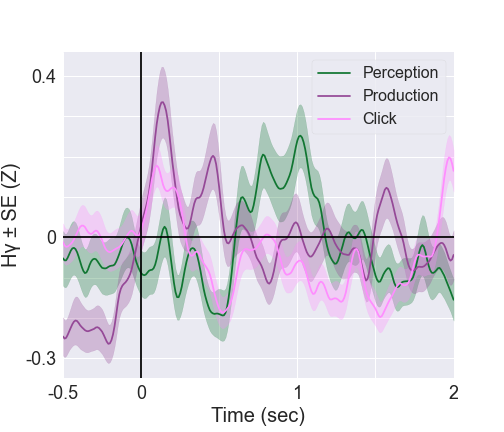 Hγ ± SE (Z)
0.4
0
-0.3
Perception
Production
Click
-0.5
0
1
2
Time (sec)